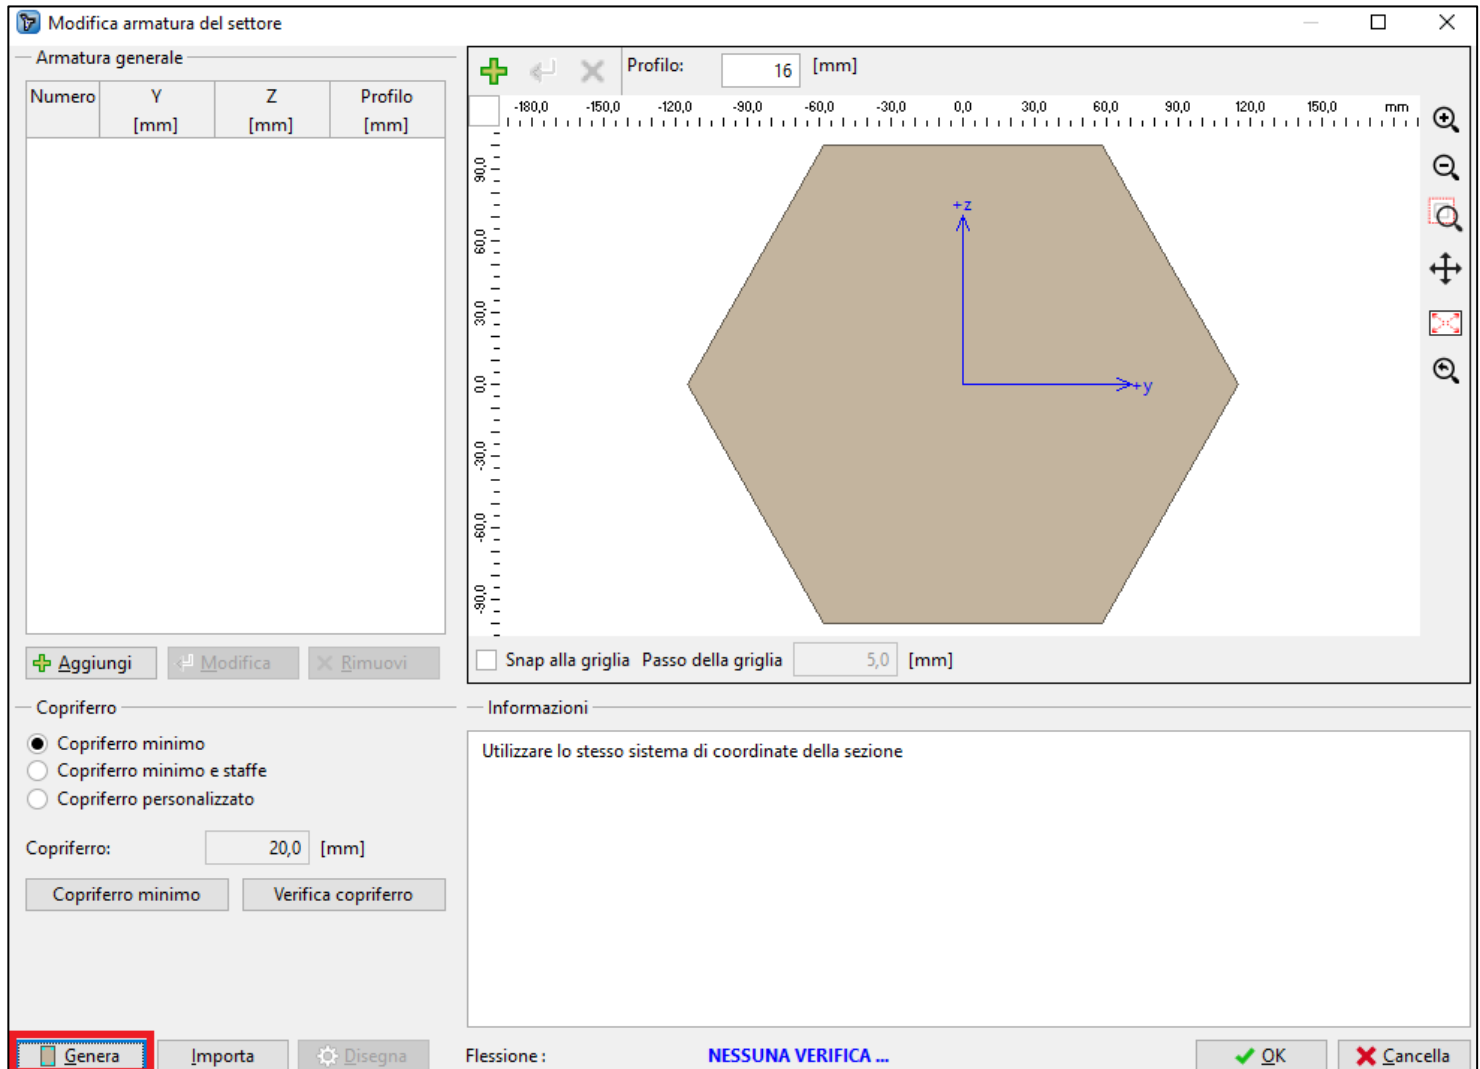 Modifica armatura del settore
Armatura generale
Numero Y Z Profilo
[mm] [mm] [mm]
Aggiungi Modifica Rimuovi
Profilo: 16 [mm]
-180,0 -150,0 -120,0 -90,0 -60,0 -30,0 0,0 30,0 60,0 90,0 120,0 150,0 mm
90,0
60,0
30,0
0,0
-30,0
-60,0
-90,0
+z
+y
Snap alla griglia Passo della griglia 5,0 [mm]
Copriferro
Copriferro minimo
Copriferro minimo e staffe
Copriferro personalizzato
Copriferro: 20,0 [mm]
Copriferro minimo Verifica copriferro
Informazioni
Utilizzare lo stesso sistema di coordinate della sezione
Genera Importa Disegna Flessione : NESSUNA VERIFICA ... OK Cancella